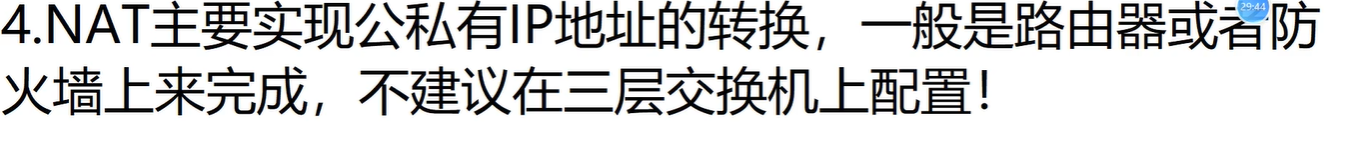 4.NAT主要实现公私有IP地址的转换，一般是路由器或者防
火墙上来完成，不建议在三层交换机上配置！
29:44